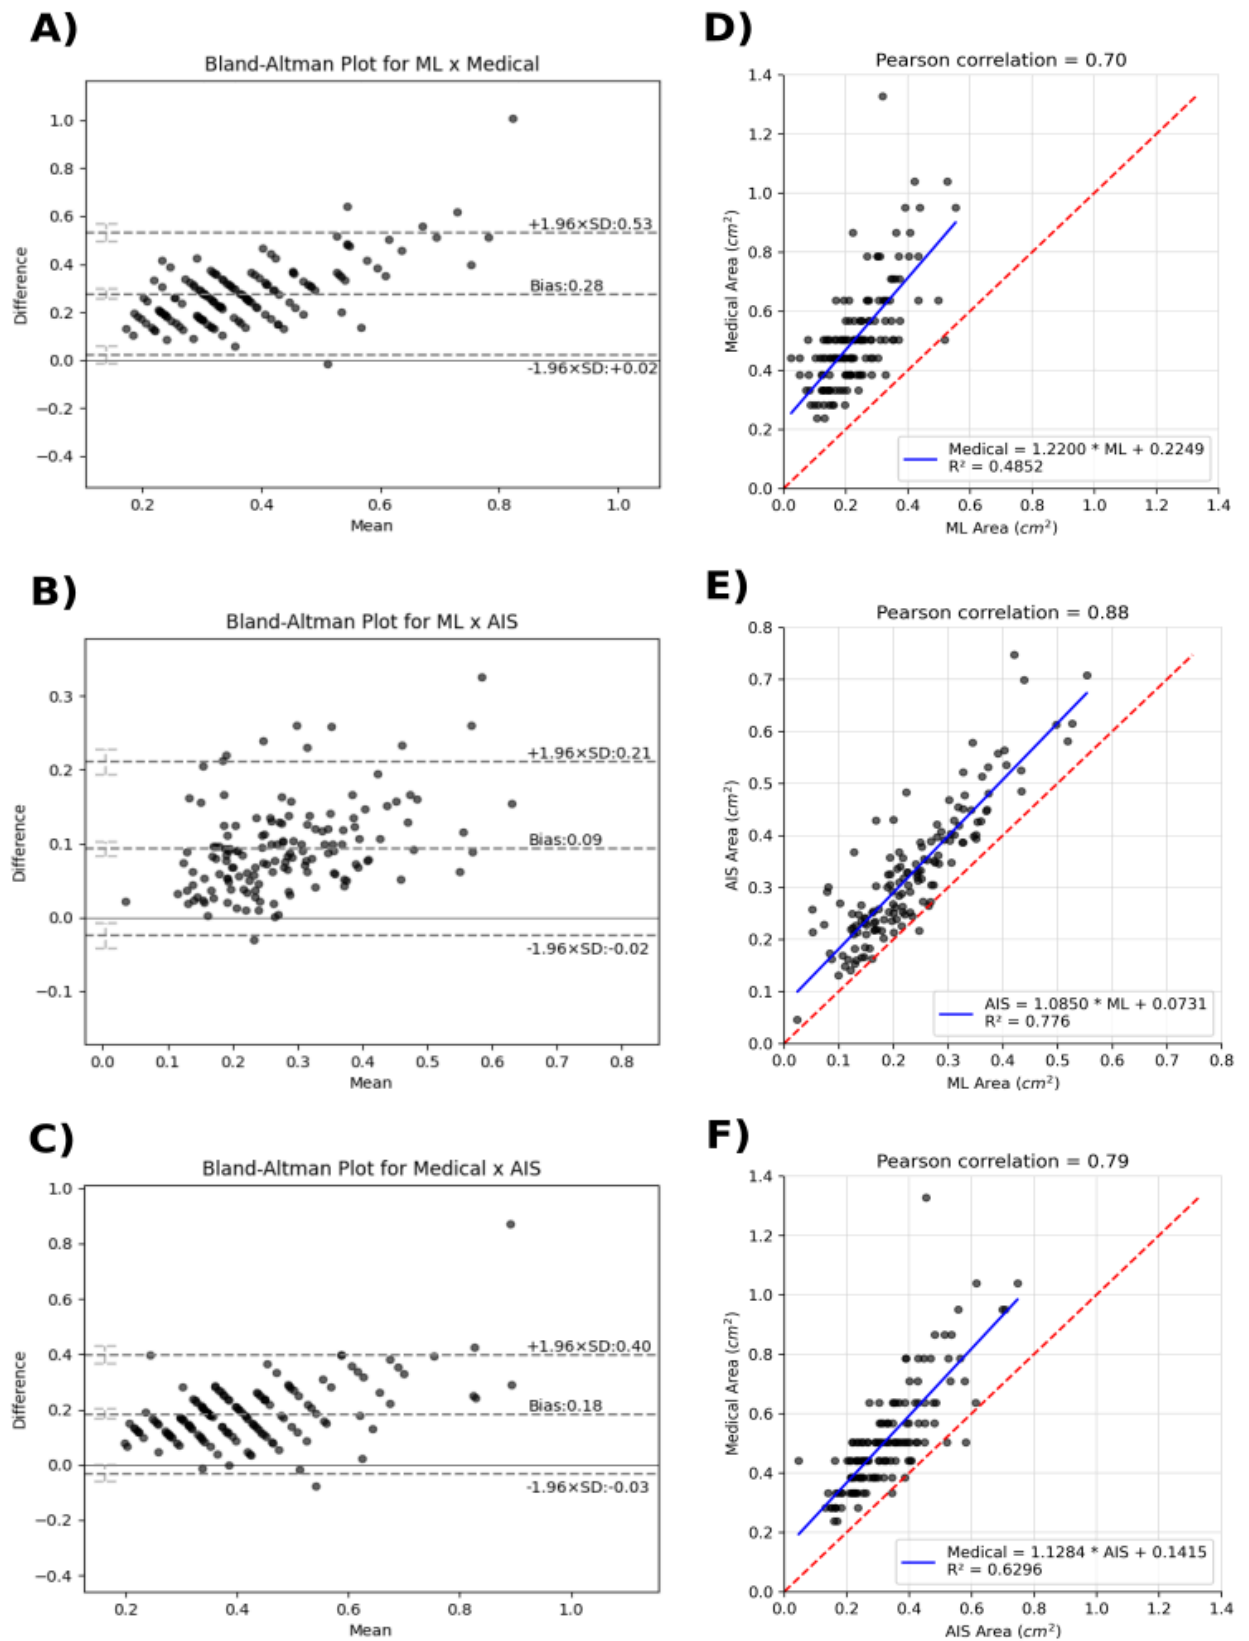 A)
Bland-Altman Plot for ML x Medical
1.0
0.8
0.6
0.4
0.2
0.0
−0.2
−0.4
+1.96×SD:0.53
Bias:0.28
-1.96×SD:+0.02
0.2 0.4 0.6 0.8 1.0
Mean
Difference
D)
Pearson correlation = 0.70
1.4
1.2
1.0
0.8
0.6
0.4
0.2
0.0
Medical = 1.2200 * ML + 0.2249
R² = 0.4852
0.0 0.2 0.4 0.6 0.8 1.0 1.2 1.4
ML Area (cm²)
Medical Area (cm²)
B)
Bland-Altman Plot for ML x AIS
0.3
0.2
0.1
0.0
−0.1
+1.96×SD:0.21
Bias:0.09
-1.96×SD:-0.02
0.0 0.1 0.2 0.3 0.4 0.5 0.6 0.7 0.8
Mean
Difference
E)
Pearson correlation = 0.88
0.8
0.7
0.6
0.5
0.4
0.3
0.2
0.1
0.0
AIS = 1.0850 * ML + 0.0731
R² = 0.776
0.0 0.1 0.2 0.3 0.4 0.5 0.6 0.7 0.8
ML Area (cm²)
AIS Area (cm²)
C)
Bland-Altman Plot for Medical x AIS
1.0
0.8
0.6
0.4
0.2
0.0
−0.2
−0.4
+1.96×SD:0.40
Bias:0.18
-1.96×SD:-0.03
0.2 0.4 0.6 0.8 1.0
Mean
Difference
F)
Pearson correlation = 0.79
1.4
1.2
1.0
0.8
0.6
0.4
0.2
0.0
Medical = 1.1284 * AIS + 0.1415
R² = 0.6296
0.0 0.2 0.4 0.6 0.8 1.0 1.2 1.4
AIS Area (cm²)
Medical Area (cm²)